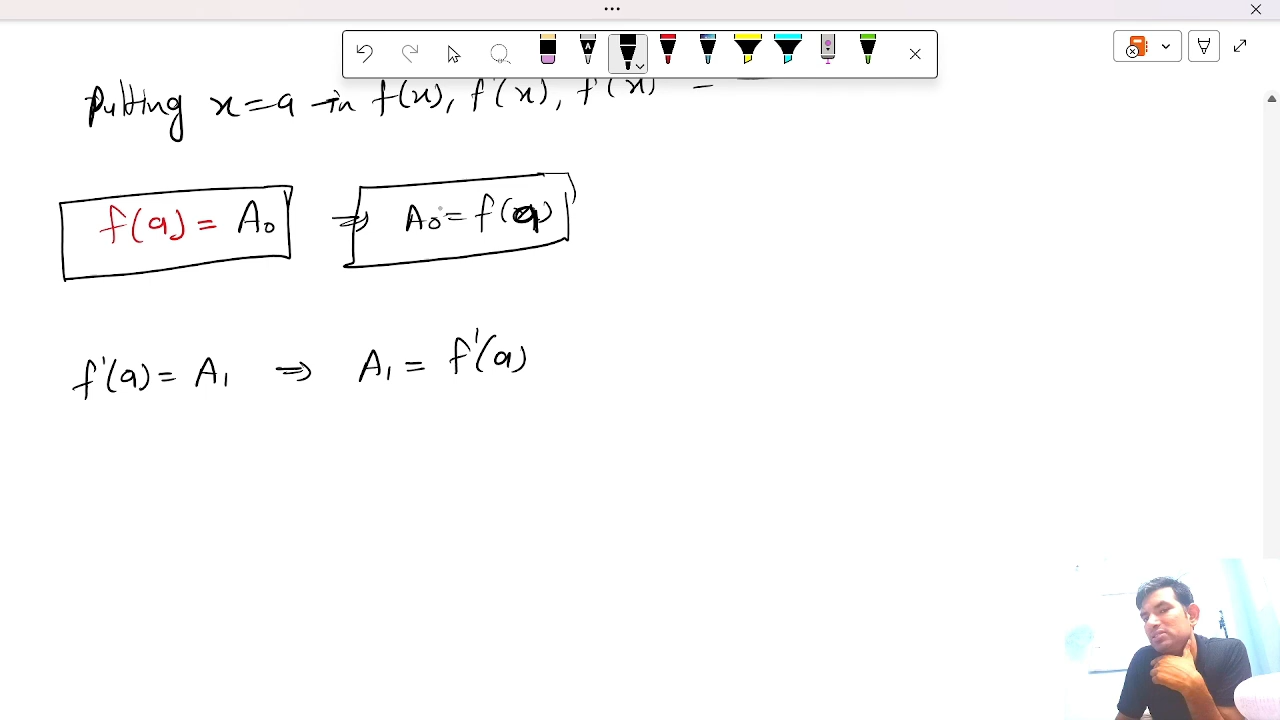 Putting x=a in f(x), f'(x), f''(x) —
f(a) = A₀ ⇒ A₀ = f(a)
f'(a) = A₁ ⇒ A₁ = f'(a)